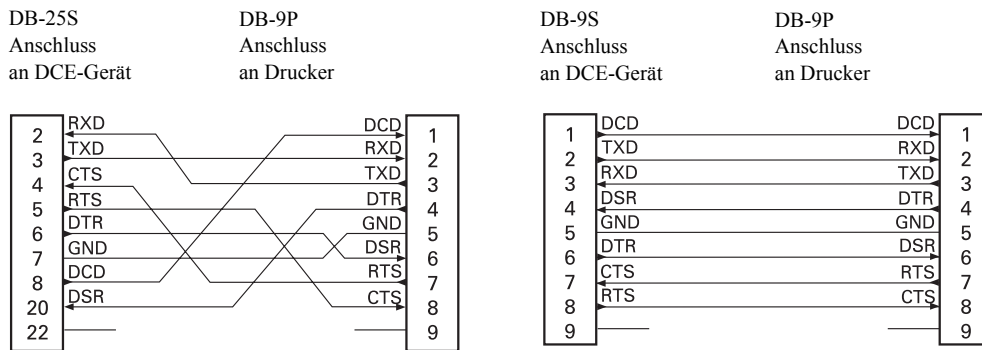 DB-25S
Anschluss
an DCE-Gerät
DB-9P
Anschluss
an Drucker
2 RXD
3 TXD
4 CTS
5 RTS
6 DTR
7 GND
8 DCD
20 DSR
22
DCD 1
RXD 2
TXD 3
DTR 4
GND 5
DSR 6
RTS 7
CTS 8
9
DB-9S
Anschluss
an DCE-Gerät
DB-9P
Anschluss
an Drucker
1 DCD
2 TXD
3 RXD
4 DSR
5 GND
6 DTR
7 CTS
8 RTS
9
DCD 1
RXD 2
TXD 3
DTR 4
GND 5
DSR 6
RTS 7
CTS 8
9